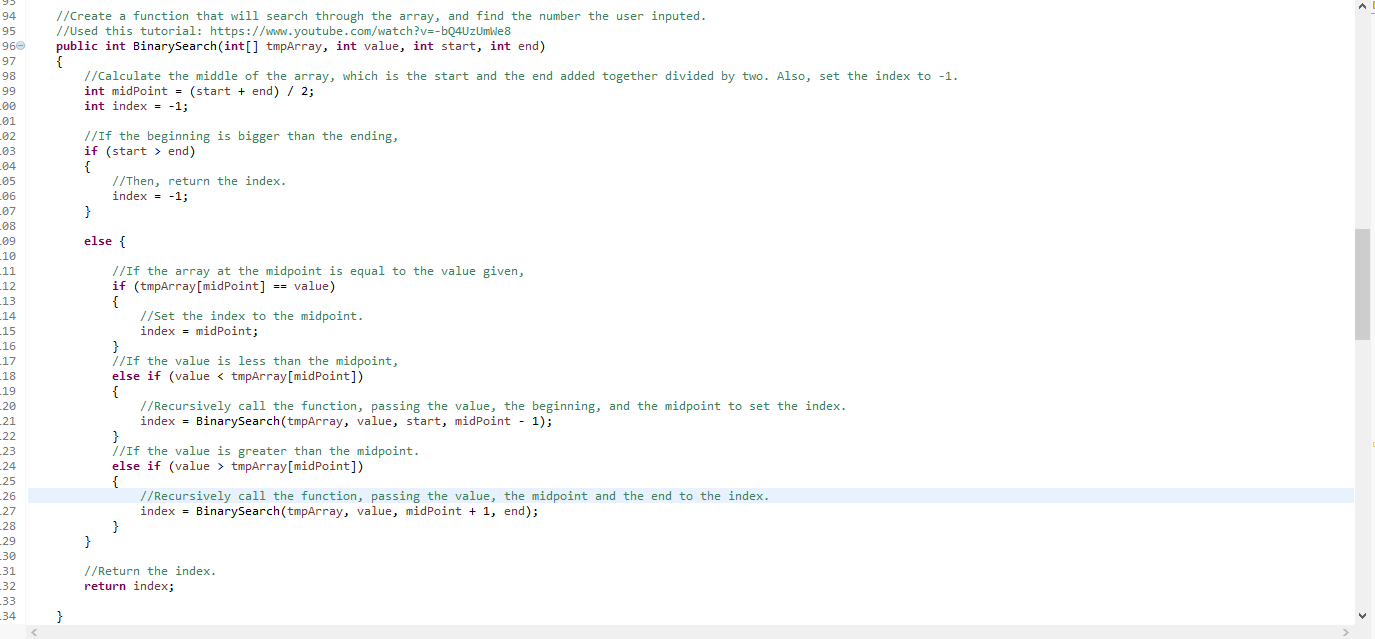 93
94 //Create a function that will search through the array, and find the number the user inputed.
95 //Used this tutorial: https://www.youtube.com/watch?v=-bQ4UzUmWe8
96 public int BinarySearch(int[] tmpArray, int value, int start, int end)
97 {
98 //Calculate the middle of the array, which is the start and the end added together divided by two. Also, set the index to -1.
99 int midPoint = (start + end) / 2;
00 int index = -1;
01
02 //If the beginning is bigger than the ending,
03 if (start > end)
04 {
05 //Then, return the index.
06 index = -1;
07 }
08
09 else {
10
11 //If the array at the midpoint is equal to the value given,
12 if (tmpArray[midPoint] == value)
13 {
14 //Set the index to the midpoint.
15 index = midPoint;
16 }
17 //If the value is less than the midpoint,
18 else if (value < tmpArray[midPoint])
19 {
20 //Recursively call the function, passing the value, the beginning, and the midpoint to set the index.
21 index = BinarySearch(tmpArray, value, start, midPoint - 1);
22 }
23 //If the value is greater than the midpoint.
24 else if (value > tmpArray[midPoint])
25 {
26 //Recursively call the function, passing the value, the midpoint and the end to the index.
27 index = BinarySearch(tmpArray, value, midPoint + 1, end);
28 }
29 }
30
31 //Return the index.
32 return index;
33
34 }